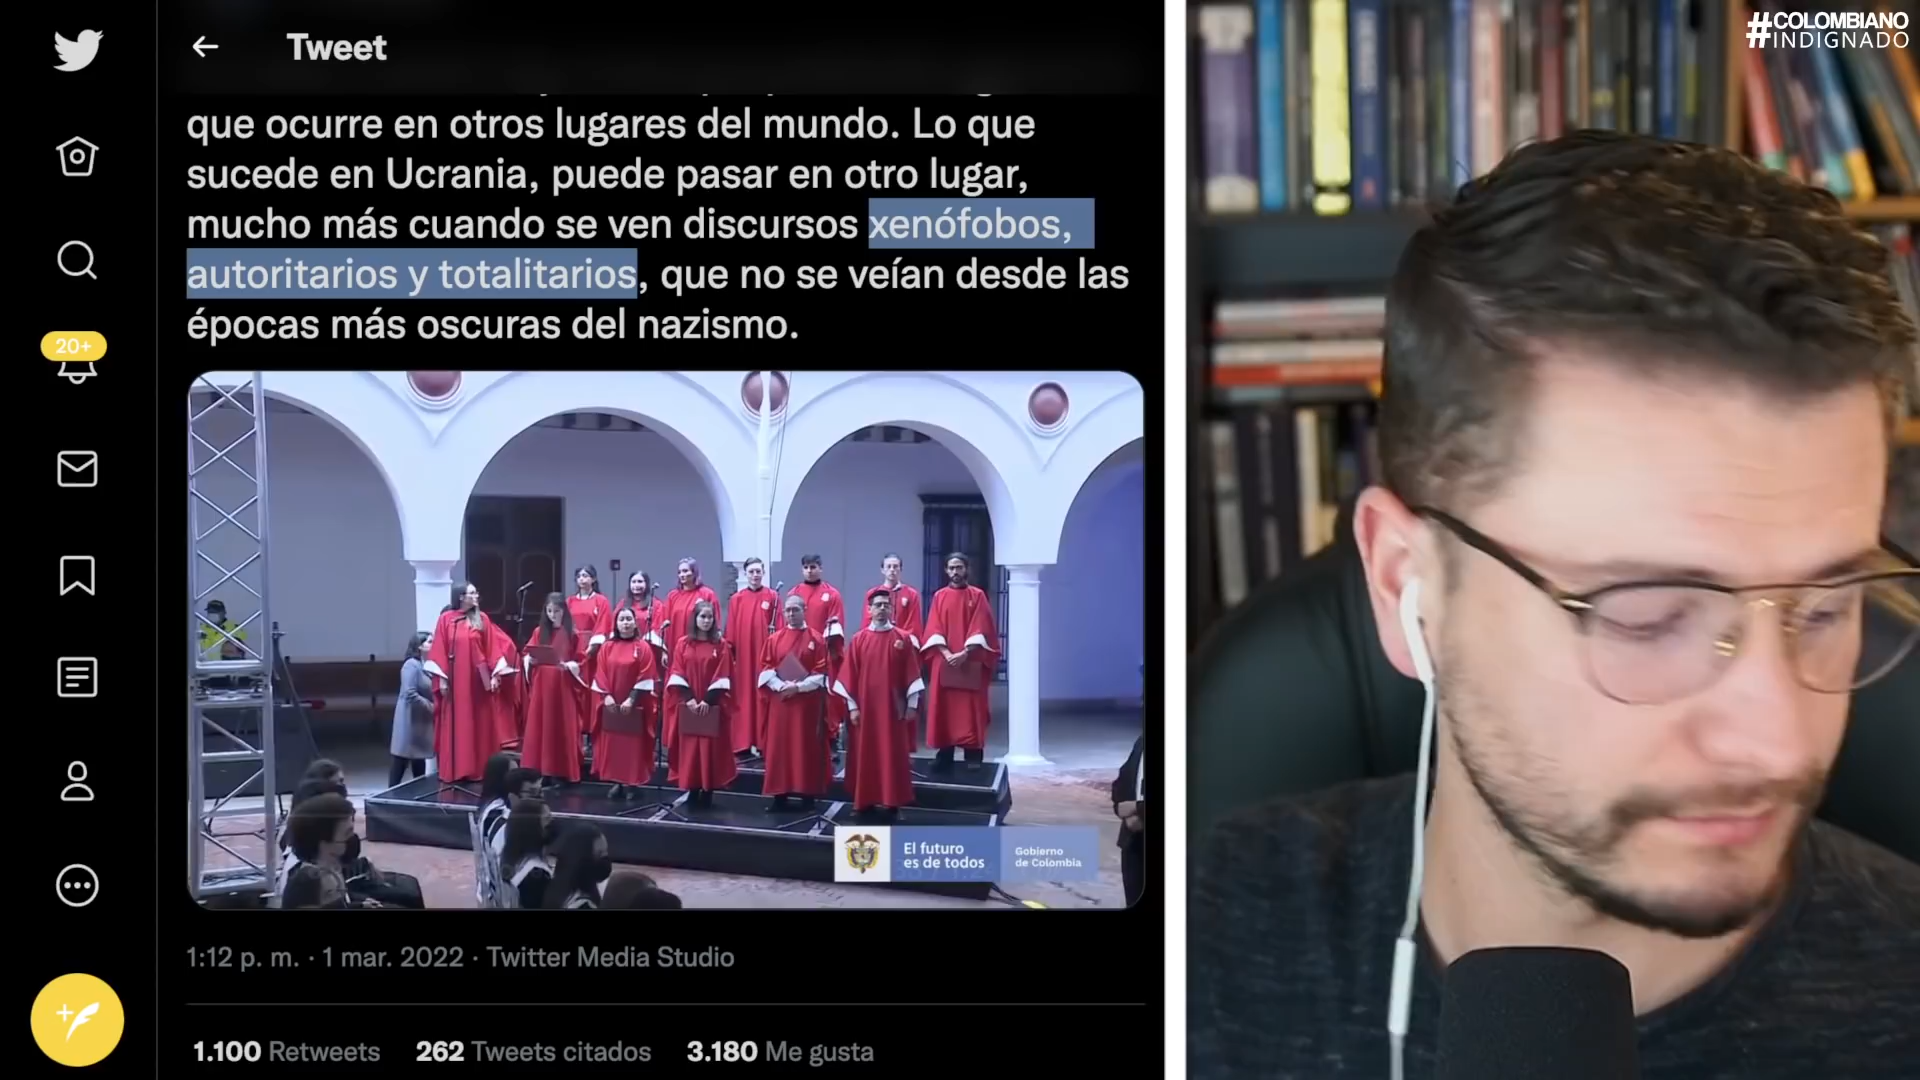 #COLOMBIANO
INDIGNADO
Tweet
que ocurre en otros lugares del mundo. Lo que
sucede en Ucrania, puede pasar en otro lugar,
mucho más cuando se ven discursos xenófobos,
autoritarios y totalitarios, que no se veían desde las
épocas más oscuras del nazismo.
20+
El futuro
es de todos
Gobierno
de Colombia
1:12 p. m. · 1 mar. 2022 · Twitter Media Studio
1.100 Retweets 262 Tweets citados 3.180 Me gusta